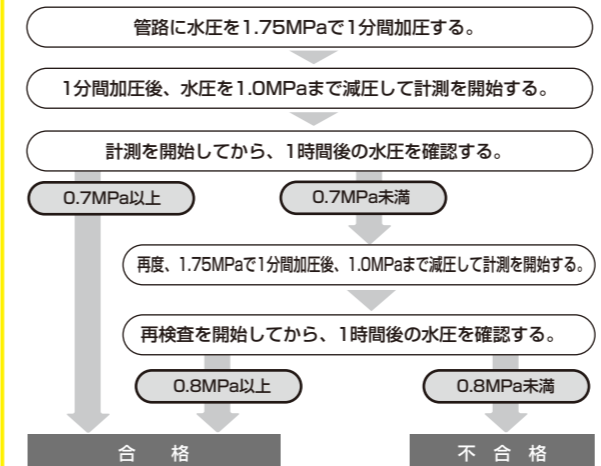 管路に水圧を1.75MPaで1分間加圧する。
1分間加圧後、水圧を1.0MPaまで減圧して計測を開始する。
計測を開始してから、1時間後の水圧を確認する。
0.7MPa以上
0.7MPa未満
再度、1.75MPaで1分間加圧後、1.0MPaまで減圧して計測を開始する。
再検査を開始してから、1時間後の水圧を確認する。
0.8MPa以上
0.8MPa未満
合 格
不 合 格